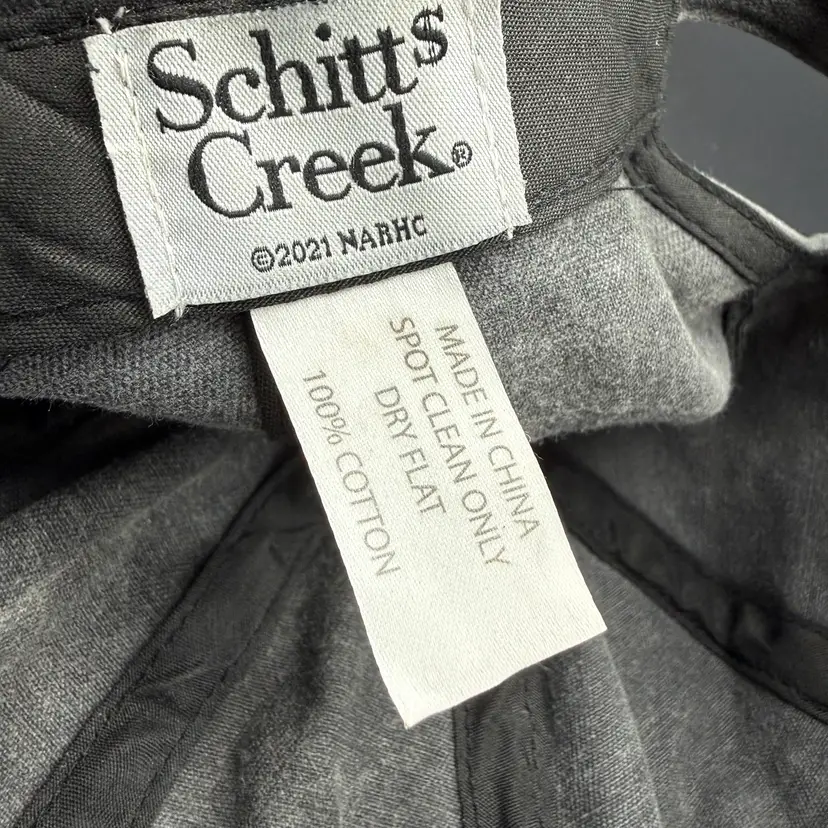 Schitt$
Creek®
©2021 NARHC
MADE IN CHINA
SPOT CLEAN ONLY
DRY FLAT
100% COTTON